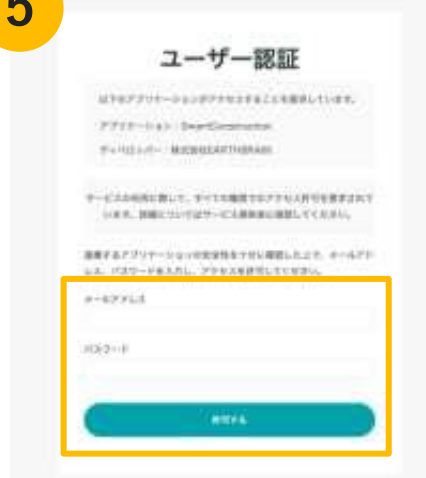 5
ユーザー認証
以下のアプリケーションがアクセスすることを要求しています。
アプリケーション：SmartConstruction
ディベロッパー：株式会社EARTHBRAIN
サービスの利用に際して、すべての機能でのアクセス許可を要求されて
います。詳細についてはサービス提供者に確認してください。
連携するアプリケーションの安全性を十分に確認した上で、メールアド
レス、パスワードを入力し、アクセスを許可してください。
メールアドレス
パスワード
許可する